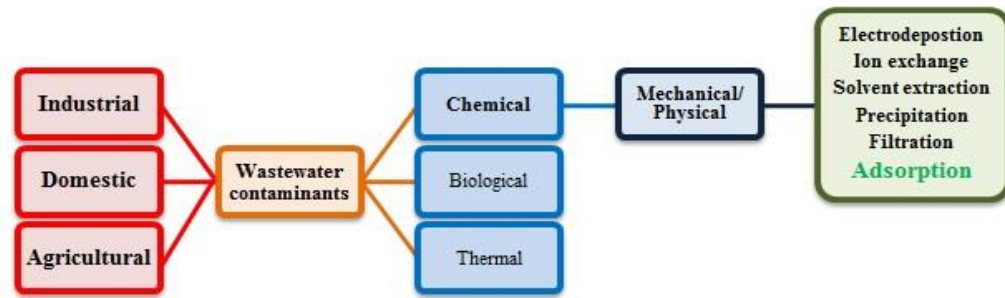 Industrial
Domestic
Agricultural
Wastewater
contaminants
Chemical
Biological
Thermal
Mechanical/
Physical
Electrodepostion
Ion exchange
Solvent extraction
Precipitation
Filtration
Adsorption